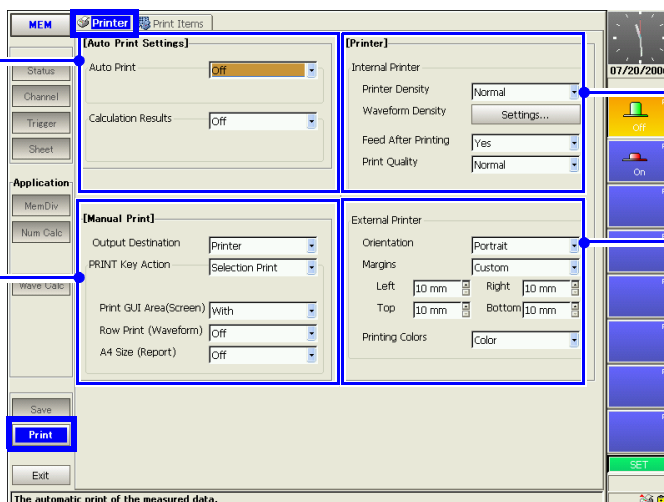 MEM
Printer
Print Items
[Auto Print Settings]
Auto Print
Off
Calculation Results
Off
[Printer]
Internal Printer
Printer Density
Normal
Waveform Density
Settings...
Feed After Printing
Yes
Print Quality
Normal
[Manual Print]
Output Destination
Printer
PRINT Key Action
Selection Print
Print GUI Area(Screen)
With
Row Print (Waveform)
Off
A4 Size (Report)
Off
External Printer
Orientation
Portrait
Margins
Custom
Left
10 mm
Right
10 mm
Top
10 mm
Bottom
10 mm
Printing Colors
Color
Status
Channel
Trigger
Sheet
Application
MemDiv
Num Calc
Wave Calc
Save
Print
Exit
The automatic print of the measured data.
07/20/200
Off
On
SET